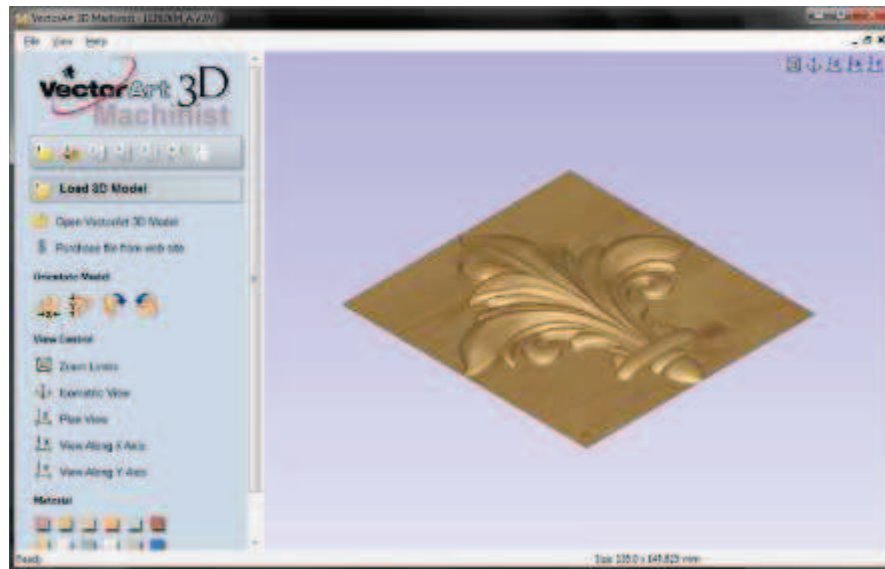 VectorArt 3D Machinist
File View Help
VectorArt 3D
Machinist
Load 3D Model
Open VectorArt 3D Model
Purchase file from web site
Orientate Model
View Control
Zoom Limits
Isometric View
Plan View
View Along X Axis
View Along Y Axis
Material
Ready